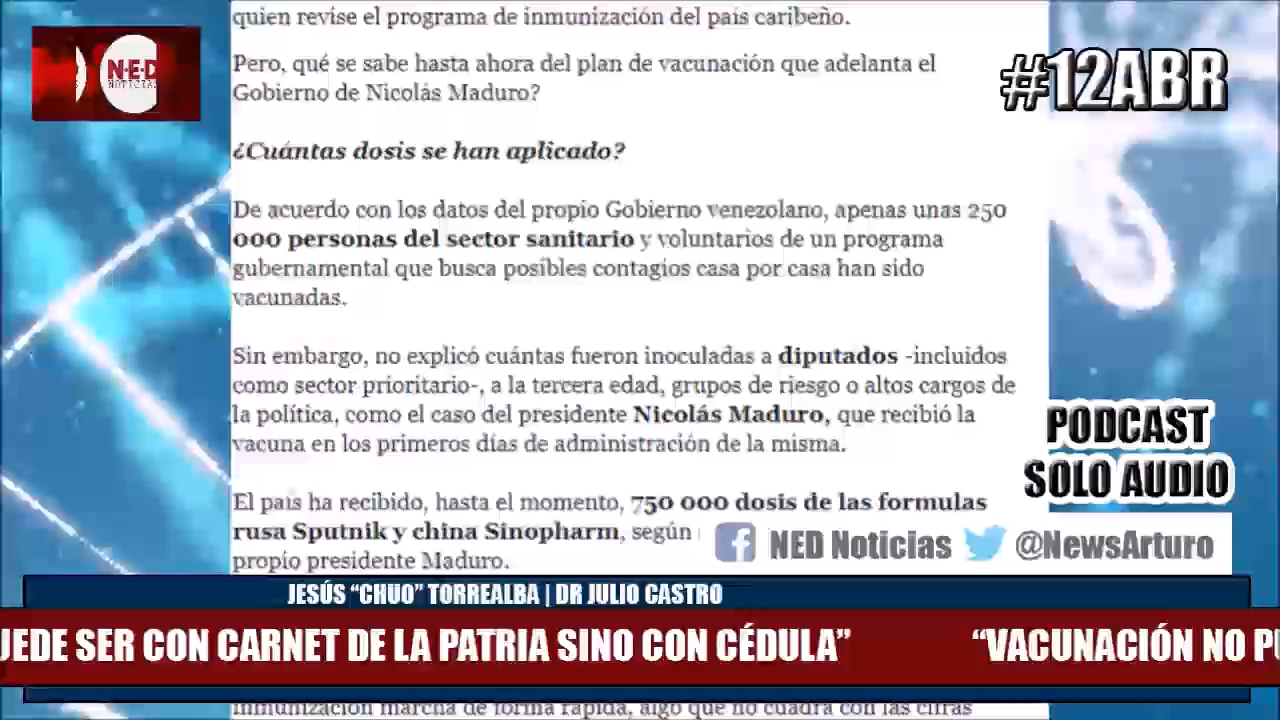 quien revise el programa de inmunización del país caribeño.
N·E·D
NOTICIAS
#12ABR
Pero, qué se sabe hasta ahora del plan de vacunación que adelanta el
Gobierno de Nicolás Maduro?
¿Cuántas dosis se han aplicado?
De acuerdo con los datos del propio Gobierno venezolano, apenas unas 250
000 personas del sector sanitario y voluntarios de un programa
gubernamental que busca posibles contagios casa por casa han sido
vacunadas.
Sin embargo, no explicó cuántas fueron inoculadas a diputados -incluidos
como sector prioritario-, a la tercera edad, grupos de riesgo o altos cargos de
la política, como el caso del presidente Nicolás Maduro, que recibió la
vacuna en los primeros días de administración de la misma.
PODCAST
SOLO AUDIO
El país ha recibido, hasta el momento, 750 000 dosis de las formulas
rusa Sputnik y china Sinopharm, según
propio presidente Maduro.
NED Noticias @NewsArturo
JESÚS “CHUO” TORREALBA | DR JULIO CASTRO
UEDE SER CON CARNET DE LA PATRIA SINO CON CÉDULA” “VACUNACIÓN NO PU
inmunización marcha de forma rápida, algo que no cuadra con las cifras